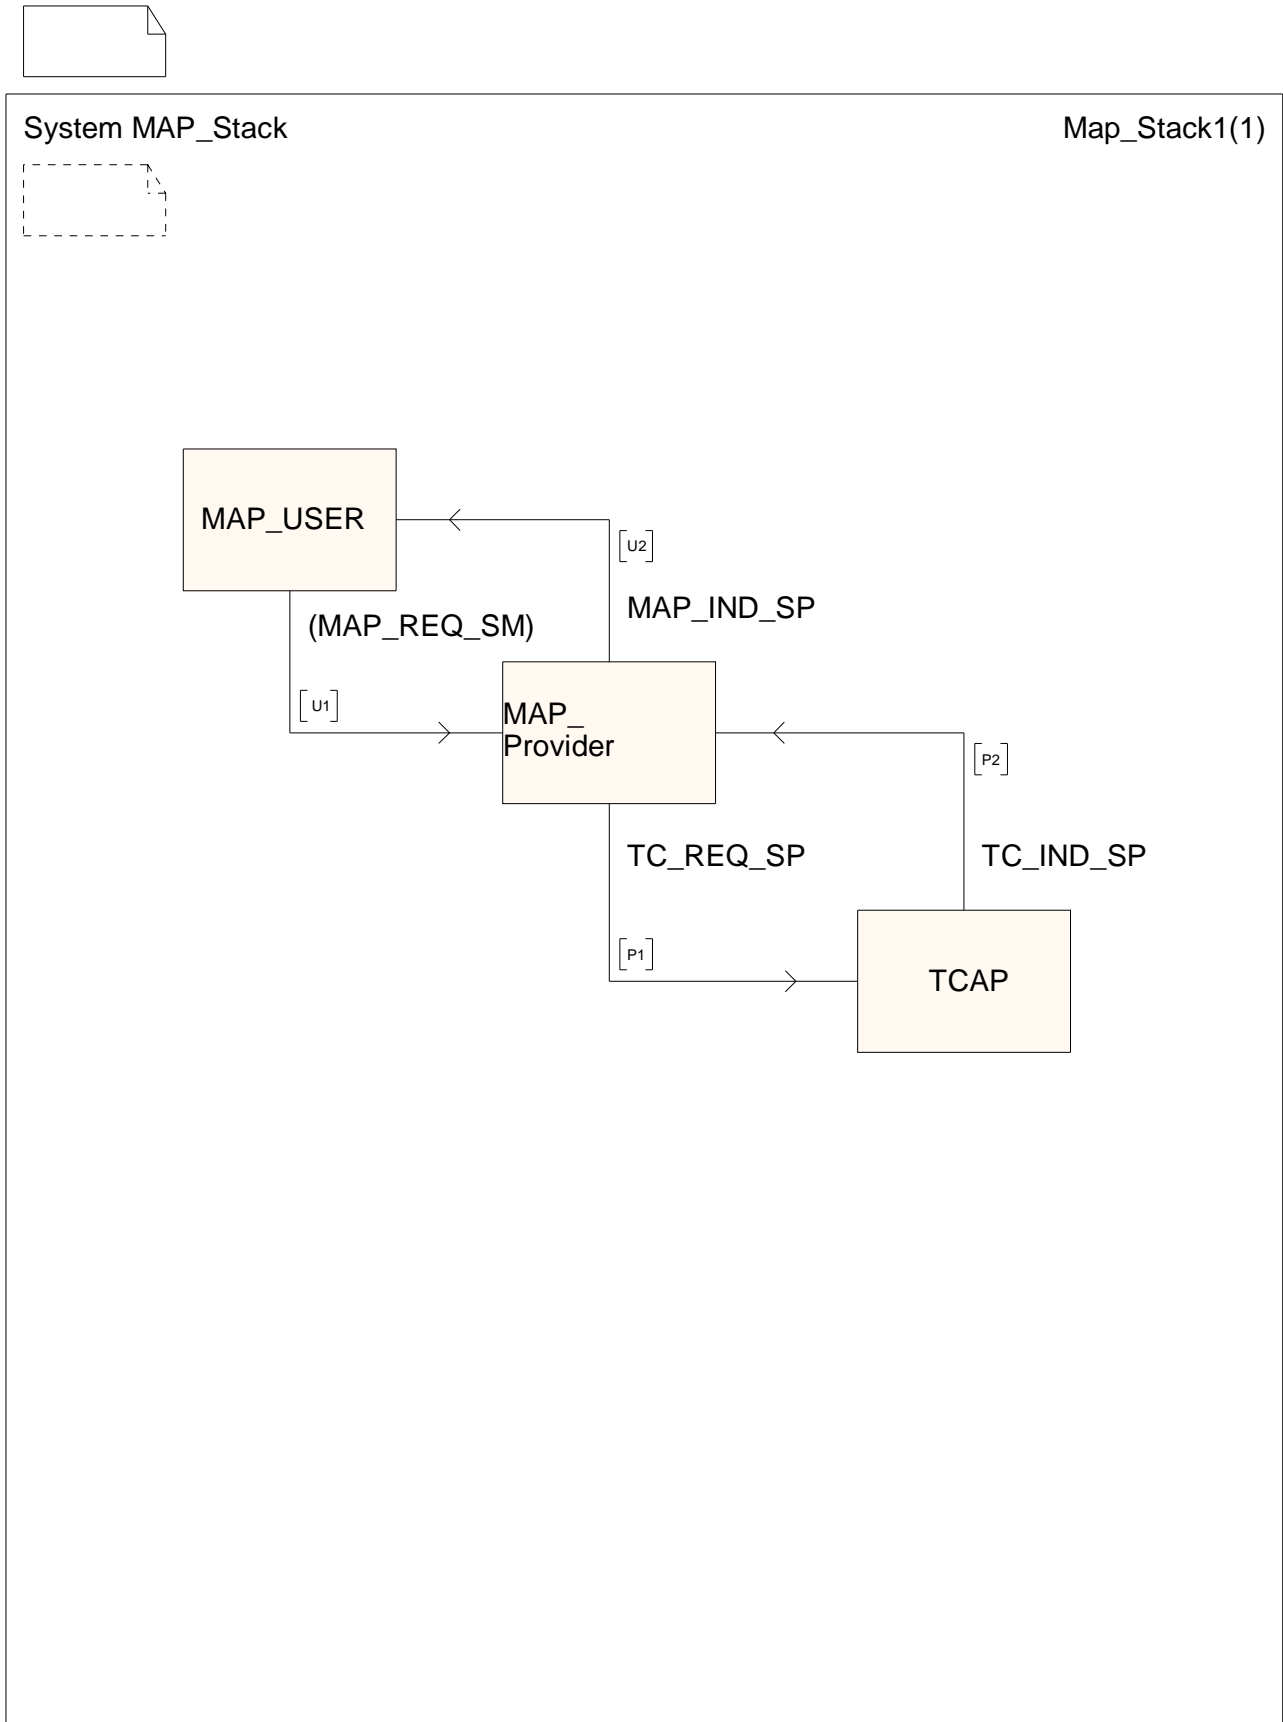 System MAP_Stack
Map_Stack1(1)
MAP_USER
U2
MAP_IND_SP
(MAP_REQ_SM)
U1
MAP_
Provider
P2
TC_REQ_SP
TC_IND_SP
P1
TCAP